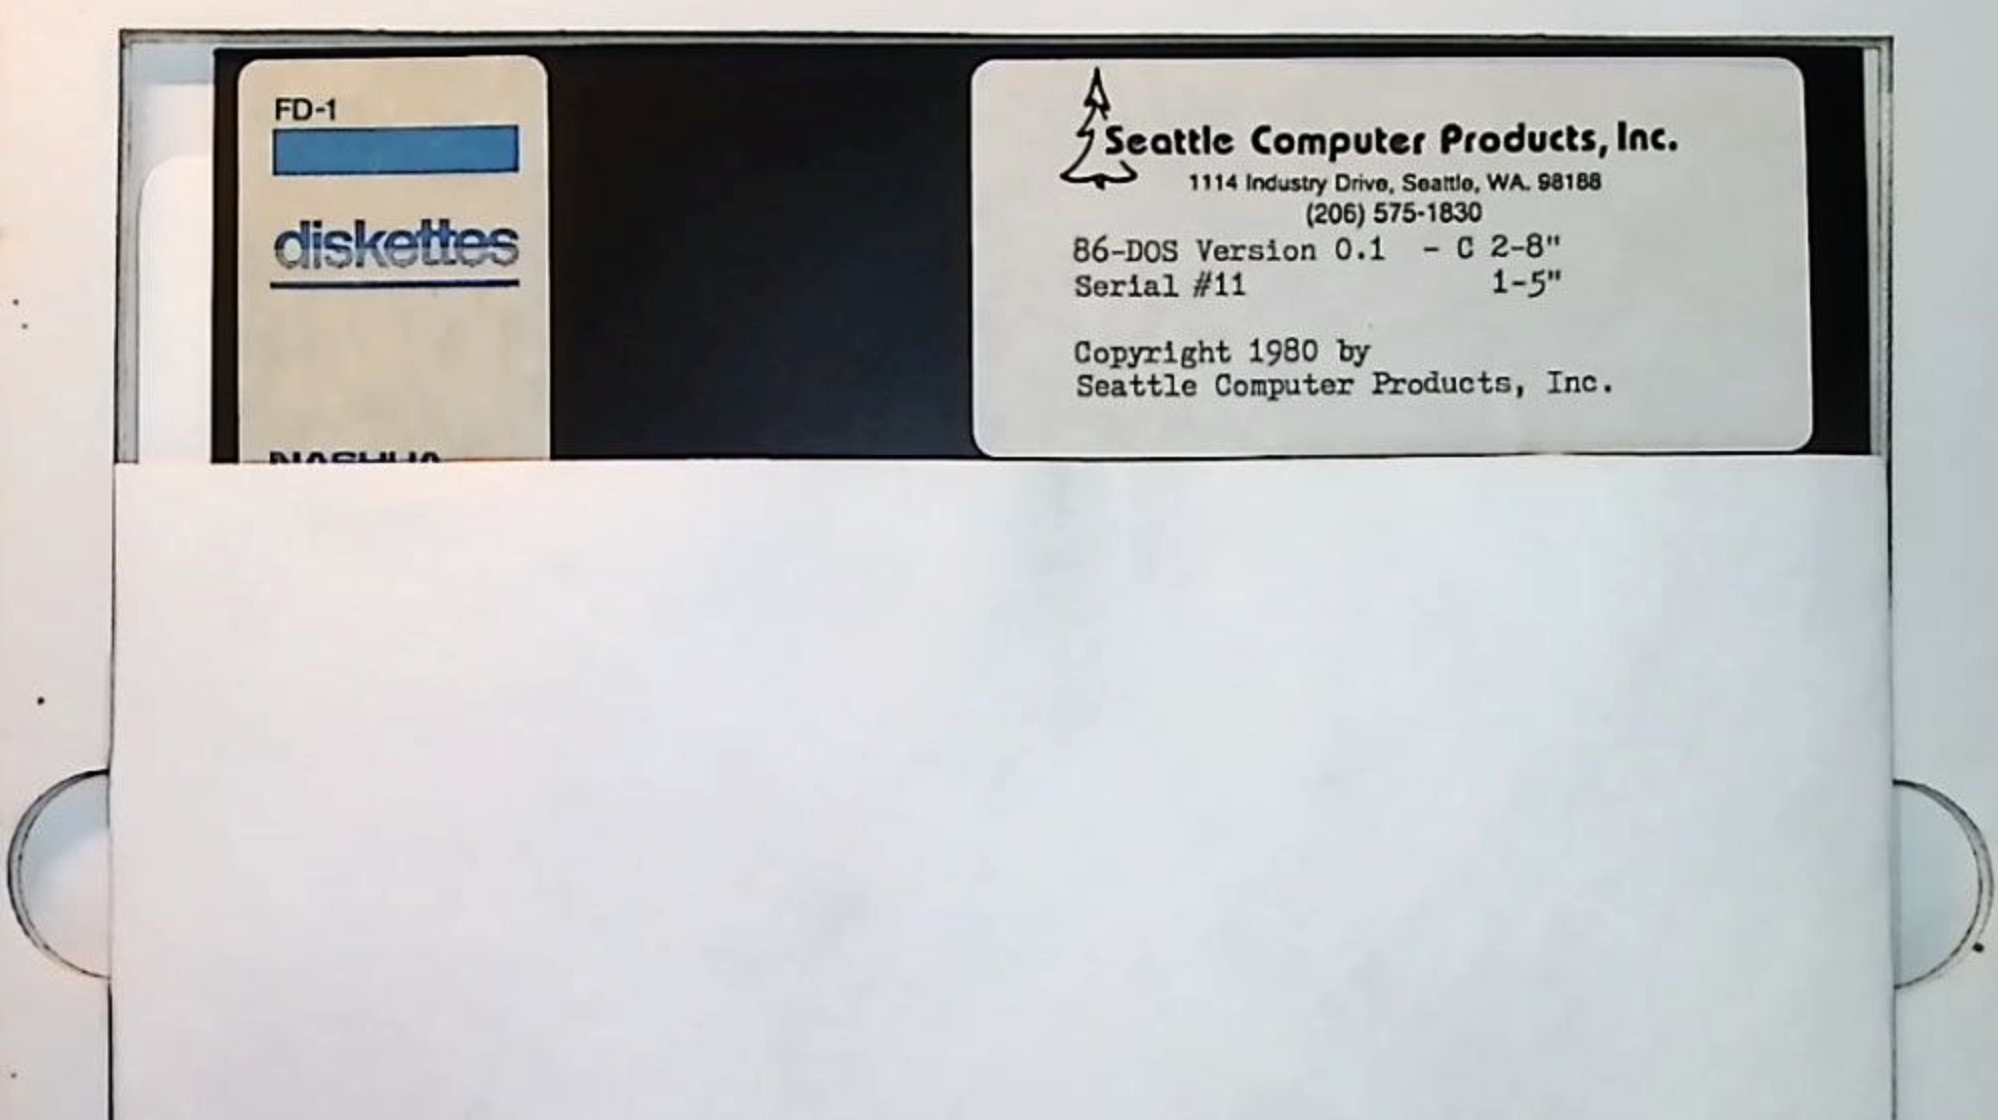 FD-1
diskettes
NASHUA
Seattle Computer Products, Inc.
1114 Industry Drive, Seattle, WA. 98188
(206) 575-1830
86-DOS Version 0.1 - C 2-8"
Serial #11 1-5"
Copyright 1980 by
Seattle Computer Products, Inc.